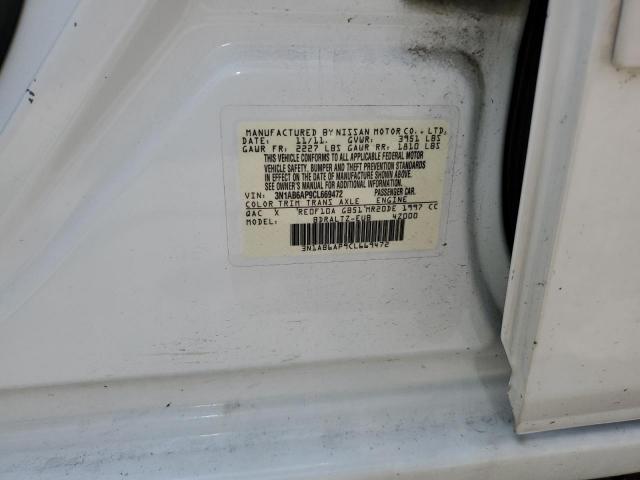 MANUFACTURED BY NISSAN MOTOR CO., LTD.
DATE: 11/11. GVWR: 3951 LBS
GAWR FR: 2227 LBS GAWR RR: 1810 LBS
THIS VEHICLE CONFORMS TO ALL APPLICABLE FEDERAL MOTOR
VEHICLE SAFETY, BUMPER AND THEFT PREVENTION STANDARDS
IN EFFECT ON THE DATE OF MANUFACTURE SHOWN ABOVE.
SEE OWNER'S MANUAL FOR ADDITIONAL INFORMATION.
VIN: 3N1AB6AP9CL669472 PASSENGER CAR.
COLOR TRIM TRANS AXLE ENGINE
QAC X RE0F10A GB51 MR20DE 1997 CC
MODEL: BDRALTZ-EWB 42000
3N1AB6AP9CL669472